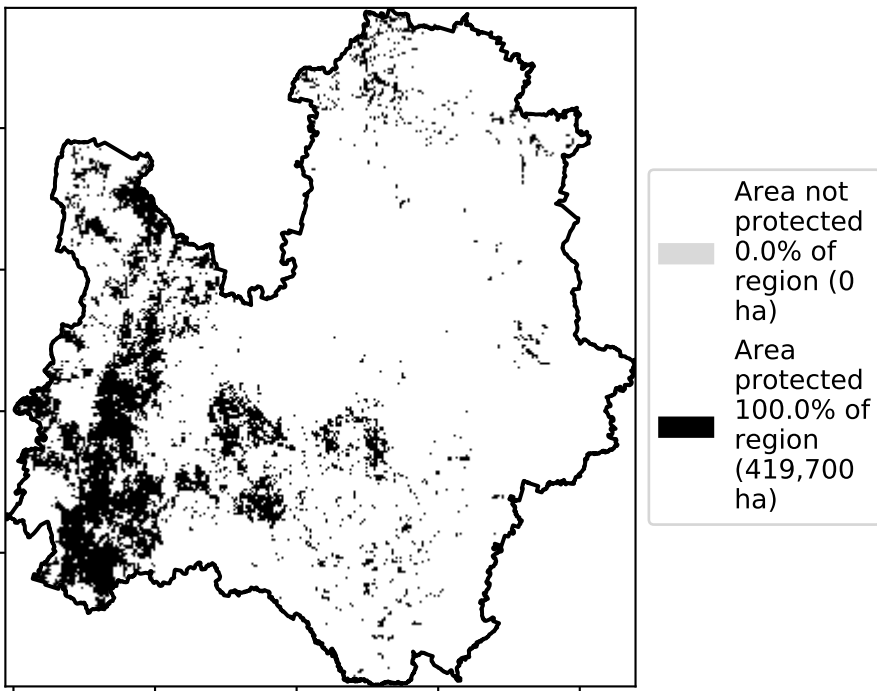 Area not
protected
0.0% of
region (0
ha)
Area
protected
100.0% of
region
(419,700
ha)